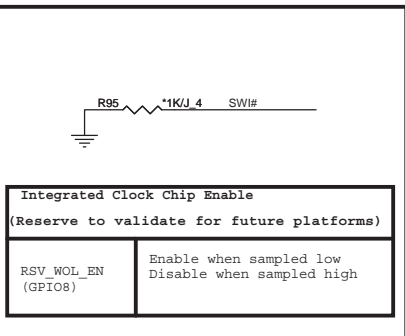 R95 *1K/J_4 SWI#
Integrated Clock Chip Enable
(Reserve to validate for future platforms)
RSV_WOL_EN
(GPIO8)
Enable when sampled low
Disable when sampled high